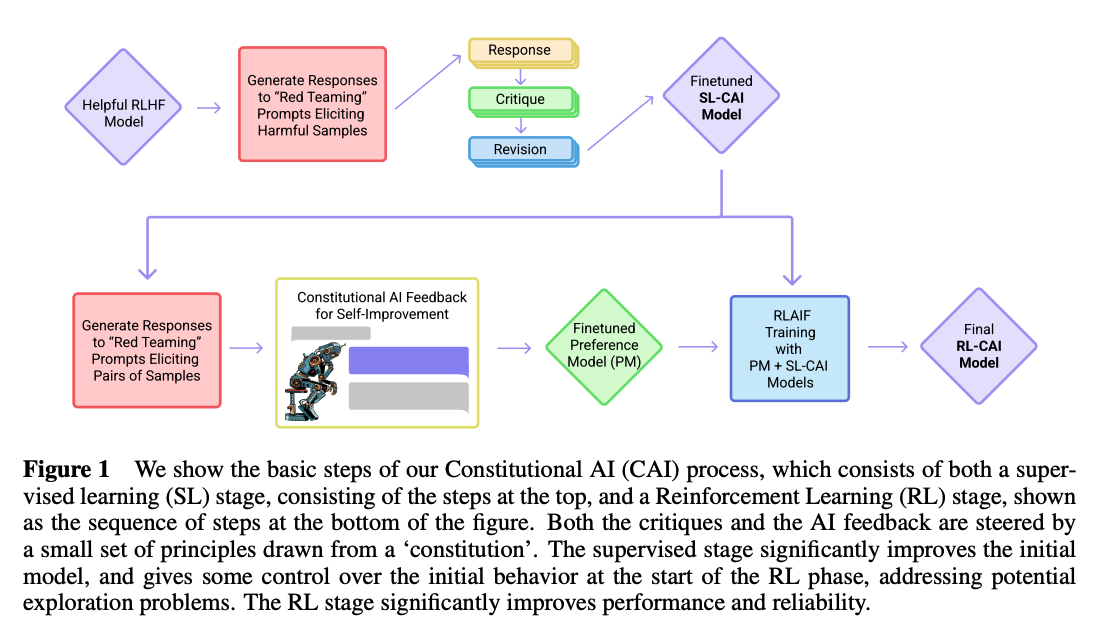 Helpful RLHF
Model
Generate Responses
to “Red Teaming”
Prompts Eliciting
Harmful Samples
Response
Critique
Revision
Finetuned
SL-CAI
Model
Generate Responses
to “Red Teaming”
Prompts Eliciting
Pairs of Samples
Constitutional AI Feedback
for Self-Improvement
Finetuned
Preference
Model (PM)
RLAIF
Training
with
PM + SL-CAI
Models
Final
RL-CAI
Model
Figure 1 We show the basic steps of our Constitutional AI (CAI) process, which consists of both a super-
vised learning (SL) stage, consisting of the steps at the top, and a Reinforcement Learning (RL) stage, shown
as the sequence of steps at the bottom of the figure. Both the critiques and the AI feedback are steered by
a small set of principles drawn from a ‘constitution’. The supervised stage significantly improves the initial
model, and gives some control over the initial behavior at the start of the RL phase, addressing potential
exploration problems. The RL stage significantly improves performance and reliability.